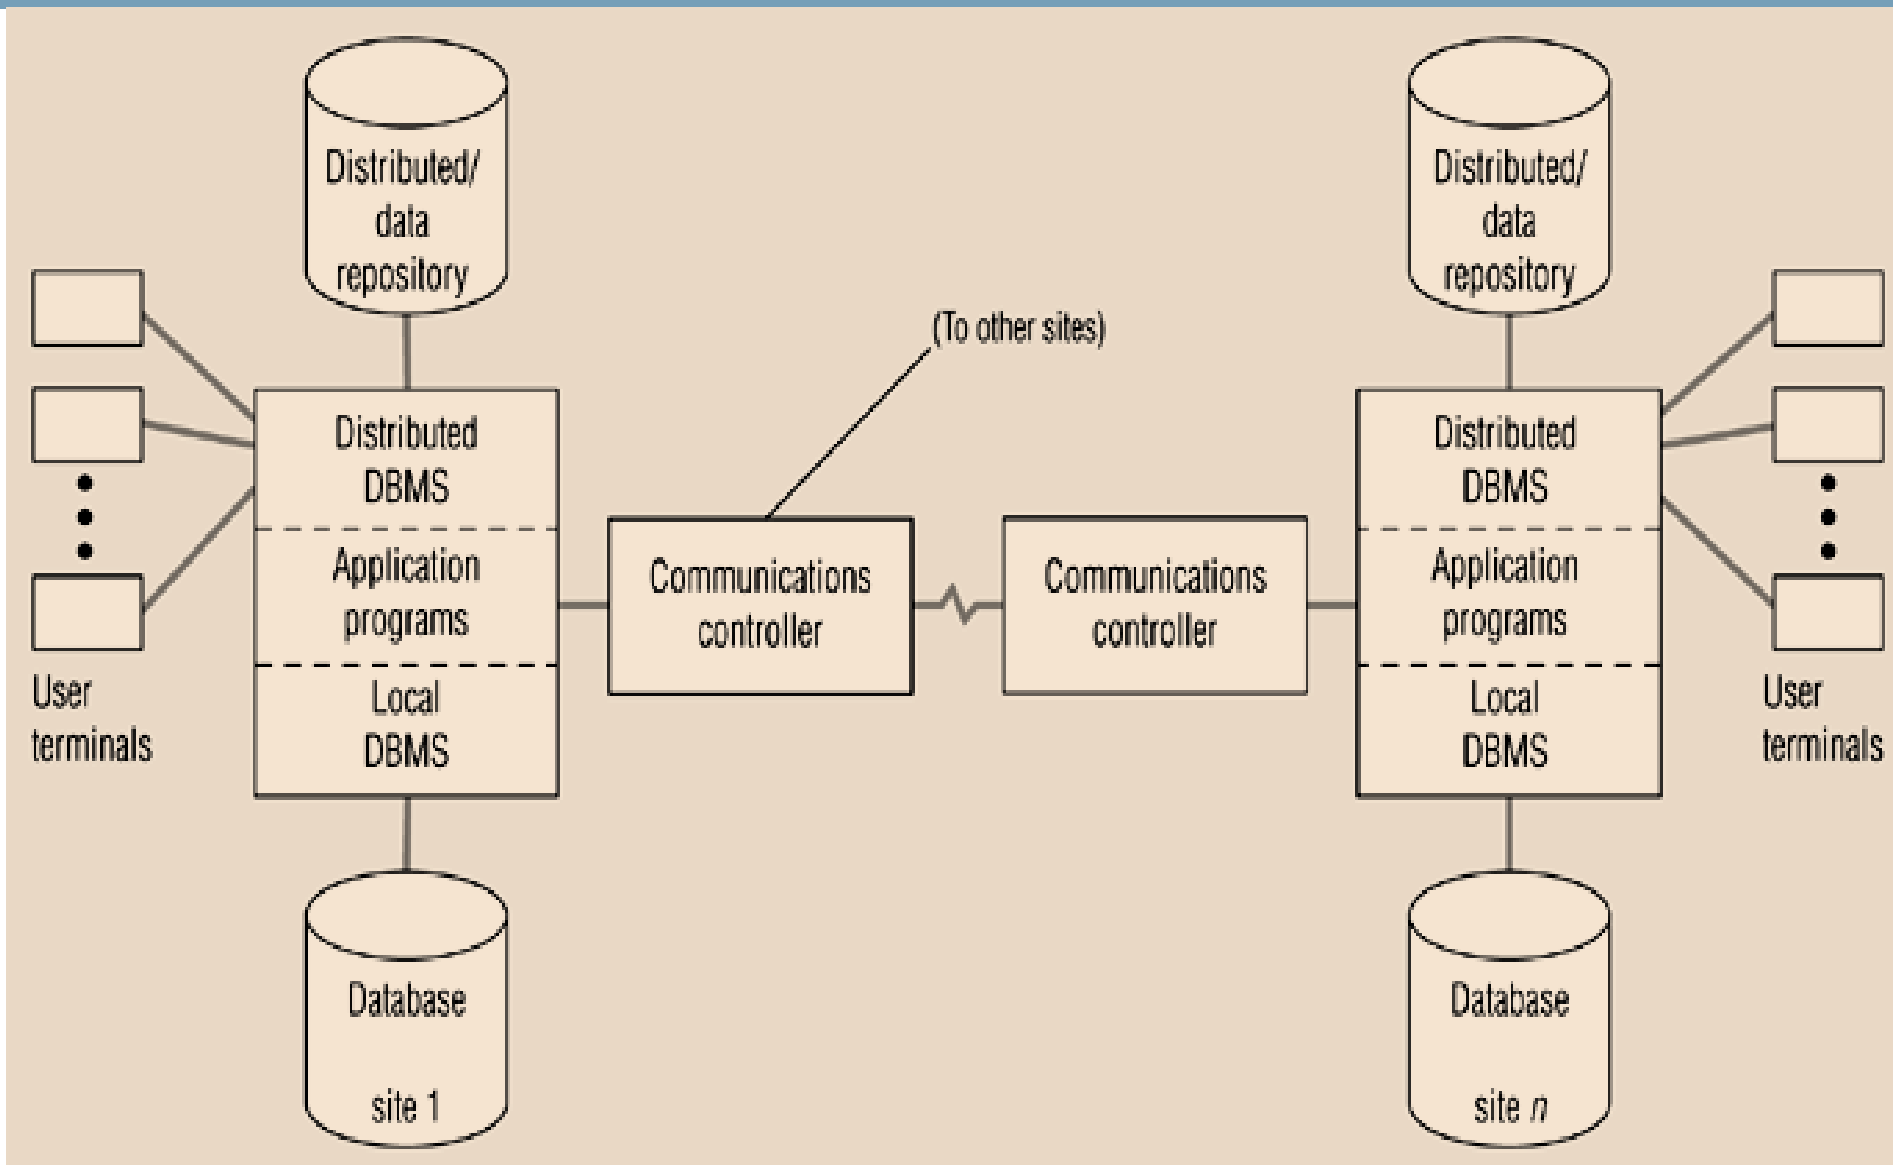 Distributed/
data
repository
Distributed/
data
repository
(To other sites)
Distributed
DBMS
Application
programs
Local
DBMS
Communications
controller
Communications
controller
Distributed
DBMS
Application
programs
Local
DBMS
User
terminals
User
terminals
Database
site 1
Database
site n